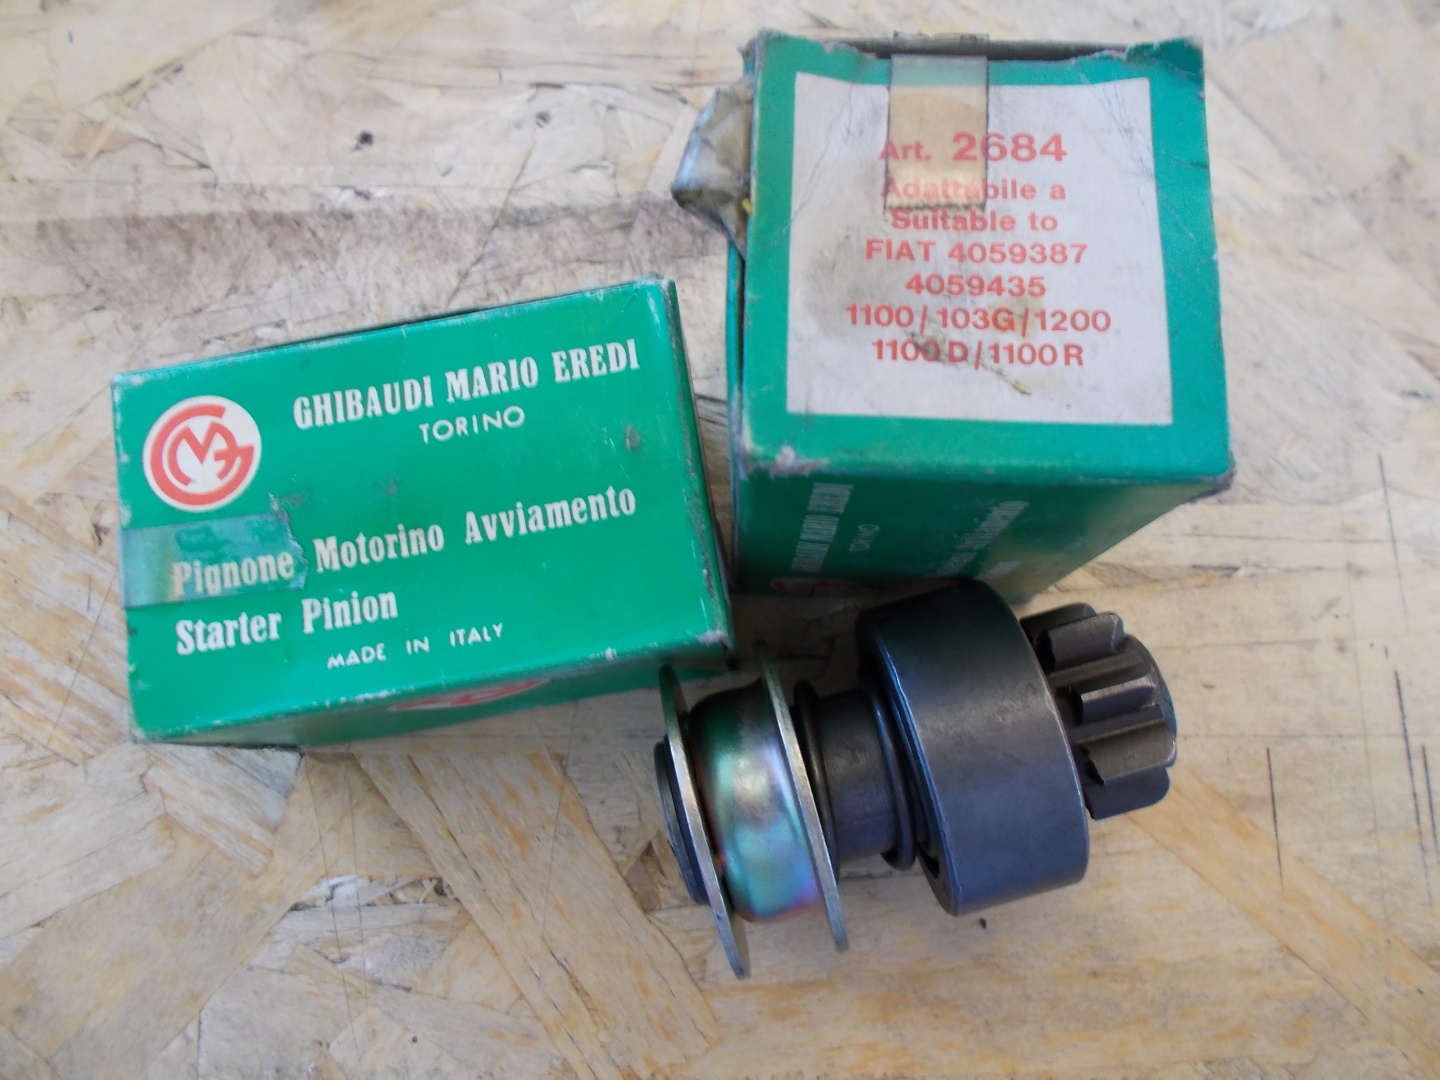 GHIBAUDI MARIO EREDI
TORINO
Pignone Motorino Avviamento
Starter Pinion
MADE IN ITALY
Art. 2684
Adattabile a
Suitable to
FIAT 4059387
4059435
1100/103G/1200
1100D/1100R